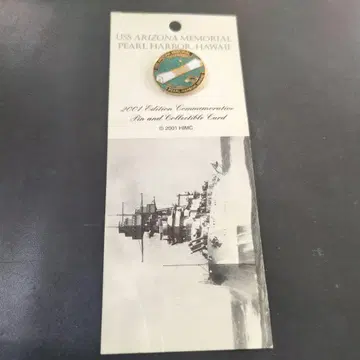 USS ARIZONA MEMORIAL
PEARL HARBOR, HAWAII
2001 Edition Commemorative
Pin and Collectible Card
© 2001 HIMC